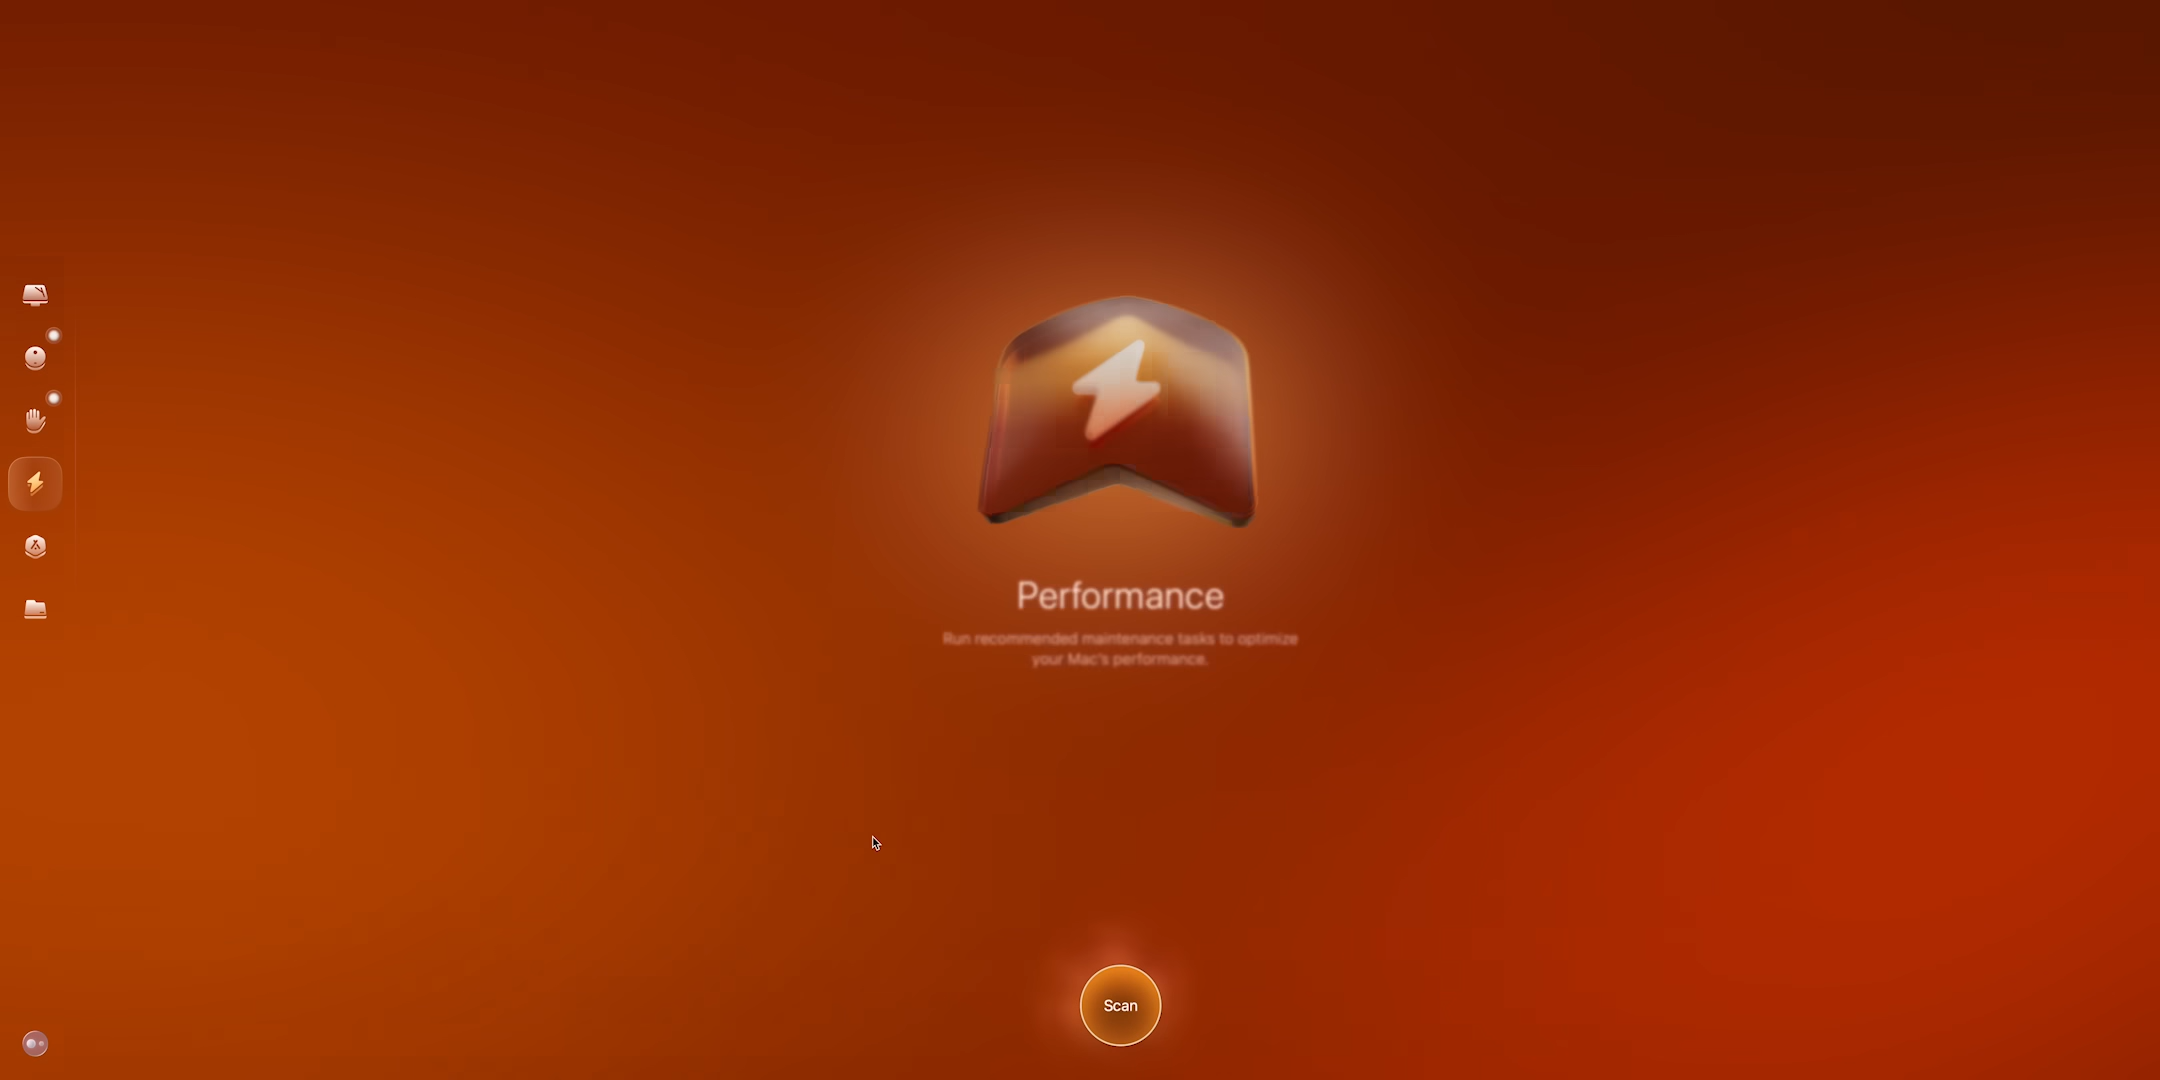 Performance
Run recommended maintenance tasks to optimize
your Mac's performance.
Scan